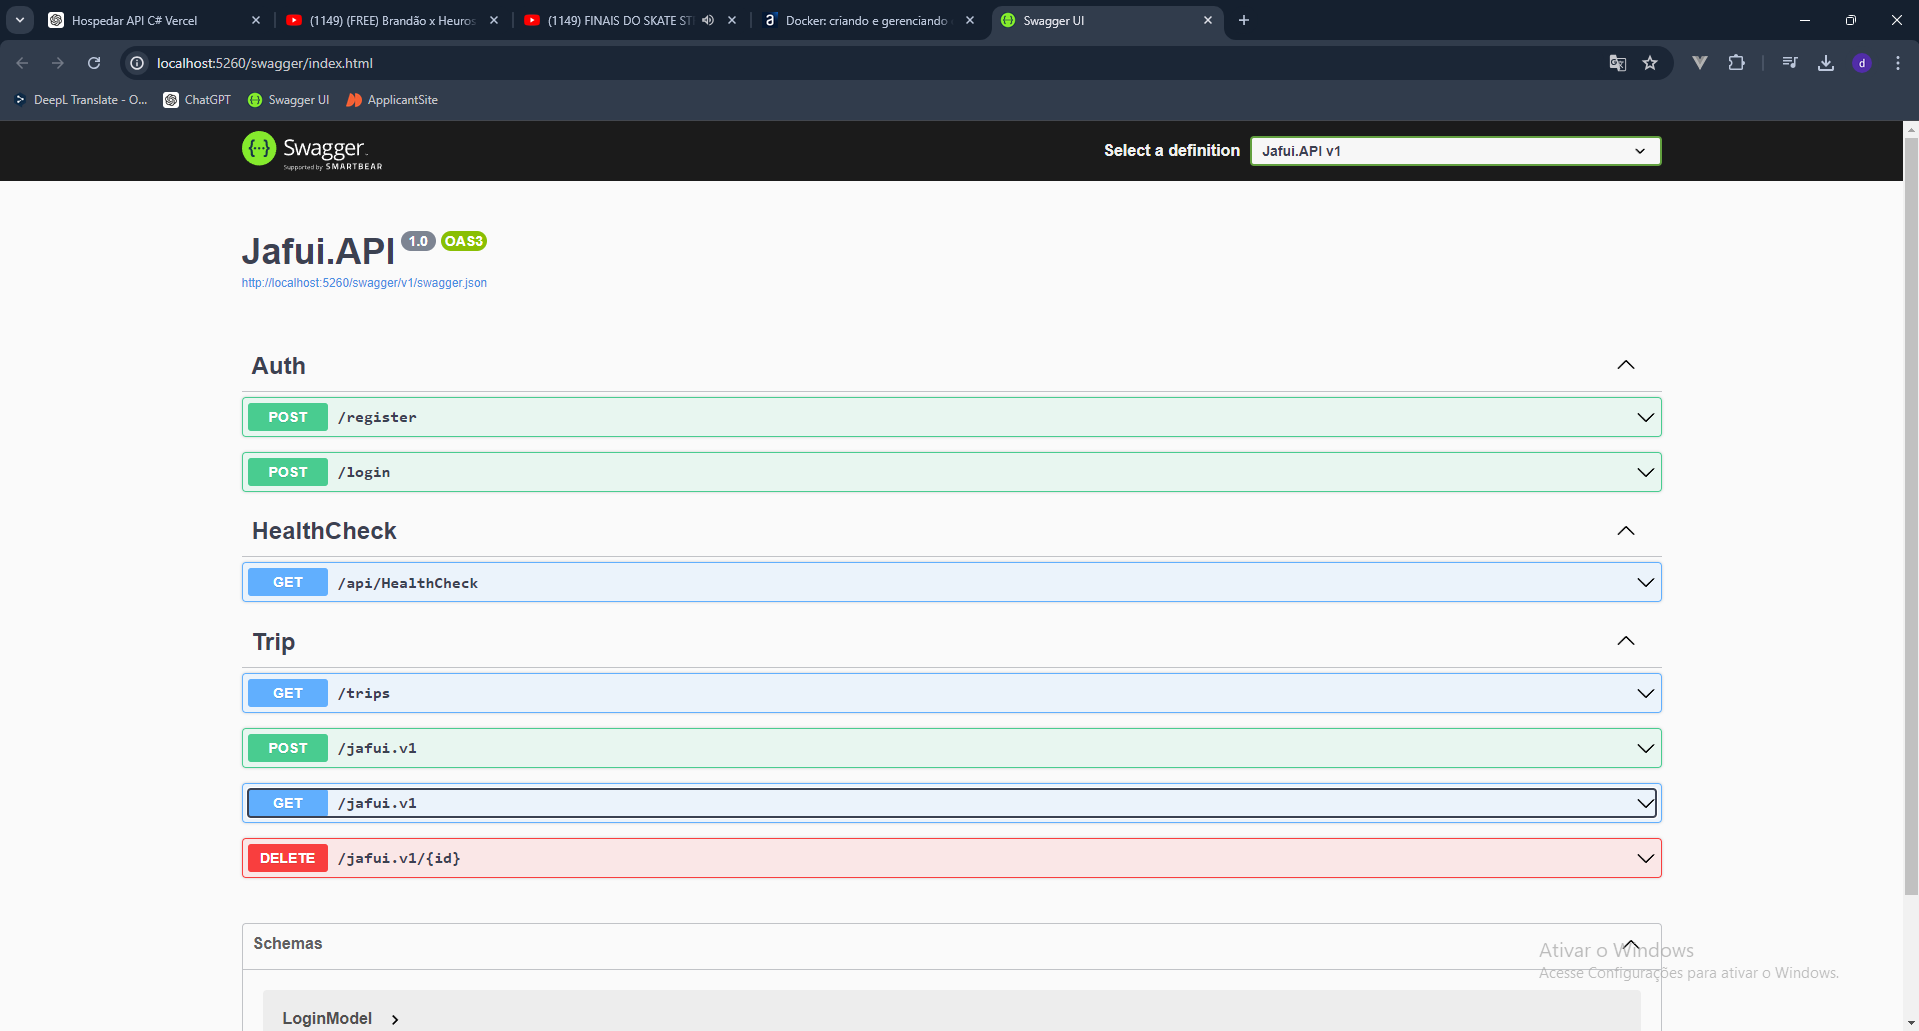 Hospedar API C# Vercel
(1149) (FREE) Brandão x Heuros
(1149) FINAIS DO SKATE ST
Docker: criando e gerenciando
Swagger UI
localhost:5260/swagger/index.html
d
DeepL Translate - O...
ChatGPT
Swagger UI
ApplicantSite
Swagger
Supported by SMARTBEAR
Select a definition
Jafui.API v1
Jafui.API 1.0 OAS3
http://localhost:5260/swagger/v1/swagger.json
Auth
POST /register
POST /login
HealthCheck
GET /api/HealthCheck
Trip
GET /trips
POST /jafui.v1
GET /jafui.v1
DELETE /jafui.v1/{id}
Schemas
Ativar o Windows
Acesse Configurações para ativar o Windows.
LoginModel